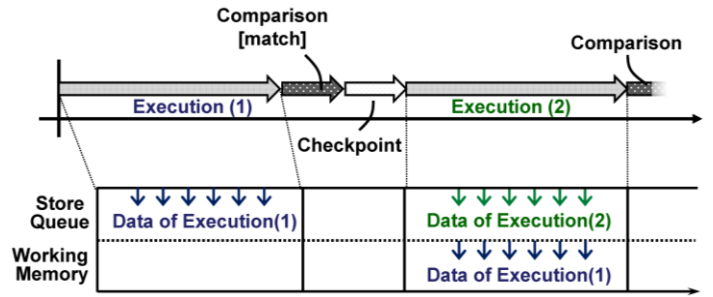 Comparison
[match]
Comparison
Execution (1)
Execution (2)
Checkpoint
Store
Queue
Data of Execution(1)
Data of Execution(2)
Working
Memory
Data of Execution(1)